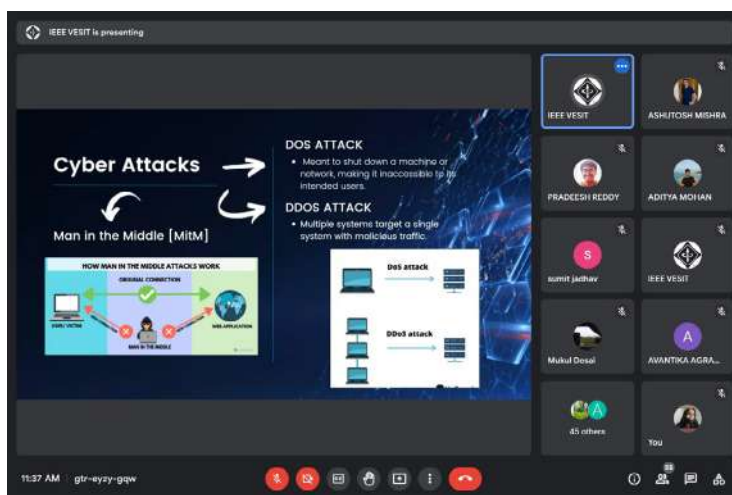 IEEE VESIT is presenting
Cyber Attacks
Man in the Middle [MitM]
HOW MAN IN THE MIDDLE ATTACKS WORK
ORIGINAL CONNECTION
USER/ VICTIM
MAN IN THE MIDDLE
WEB APPLICATION
DOS ATTACK
• Meant to shut down a machine or
network, making it inaccossible to its
intended users.
DDOS ATTACK
• Multiple systems target a single
system with malicious traffic.
DoS attack
DDoS attack
IEEE VESIT
ASHUTOSH MISHRA
PRADEESH REDDY
ADITYA MOHAN
S
sumit jadhav
IEEE VESIT
Mukul Desai
A
AVANTIKA AGRA...
A
45 others
You
11:37 AM
gtr-eyzy-gqw